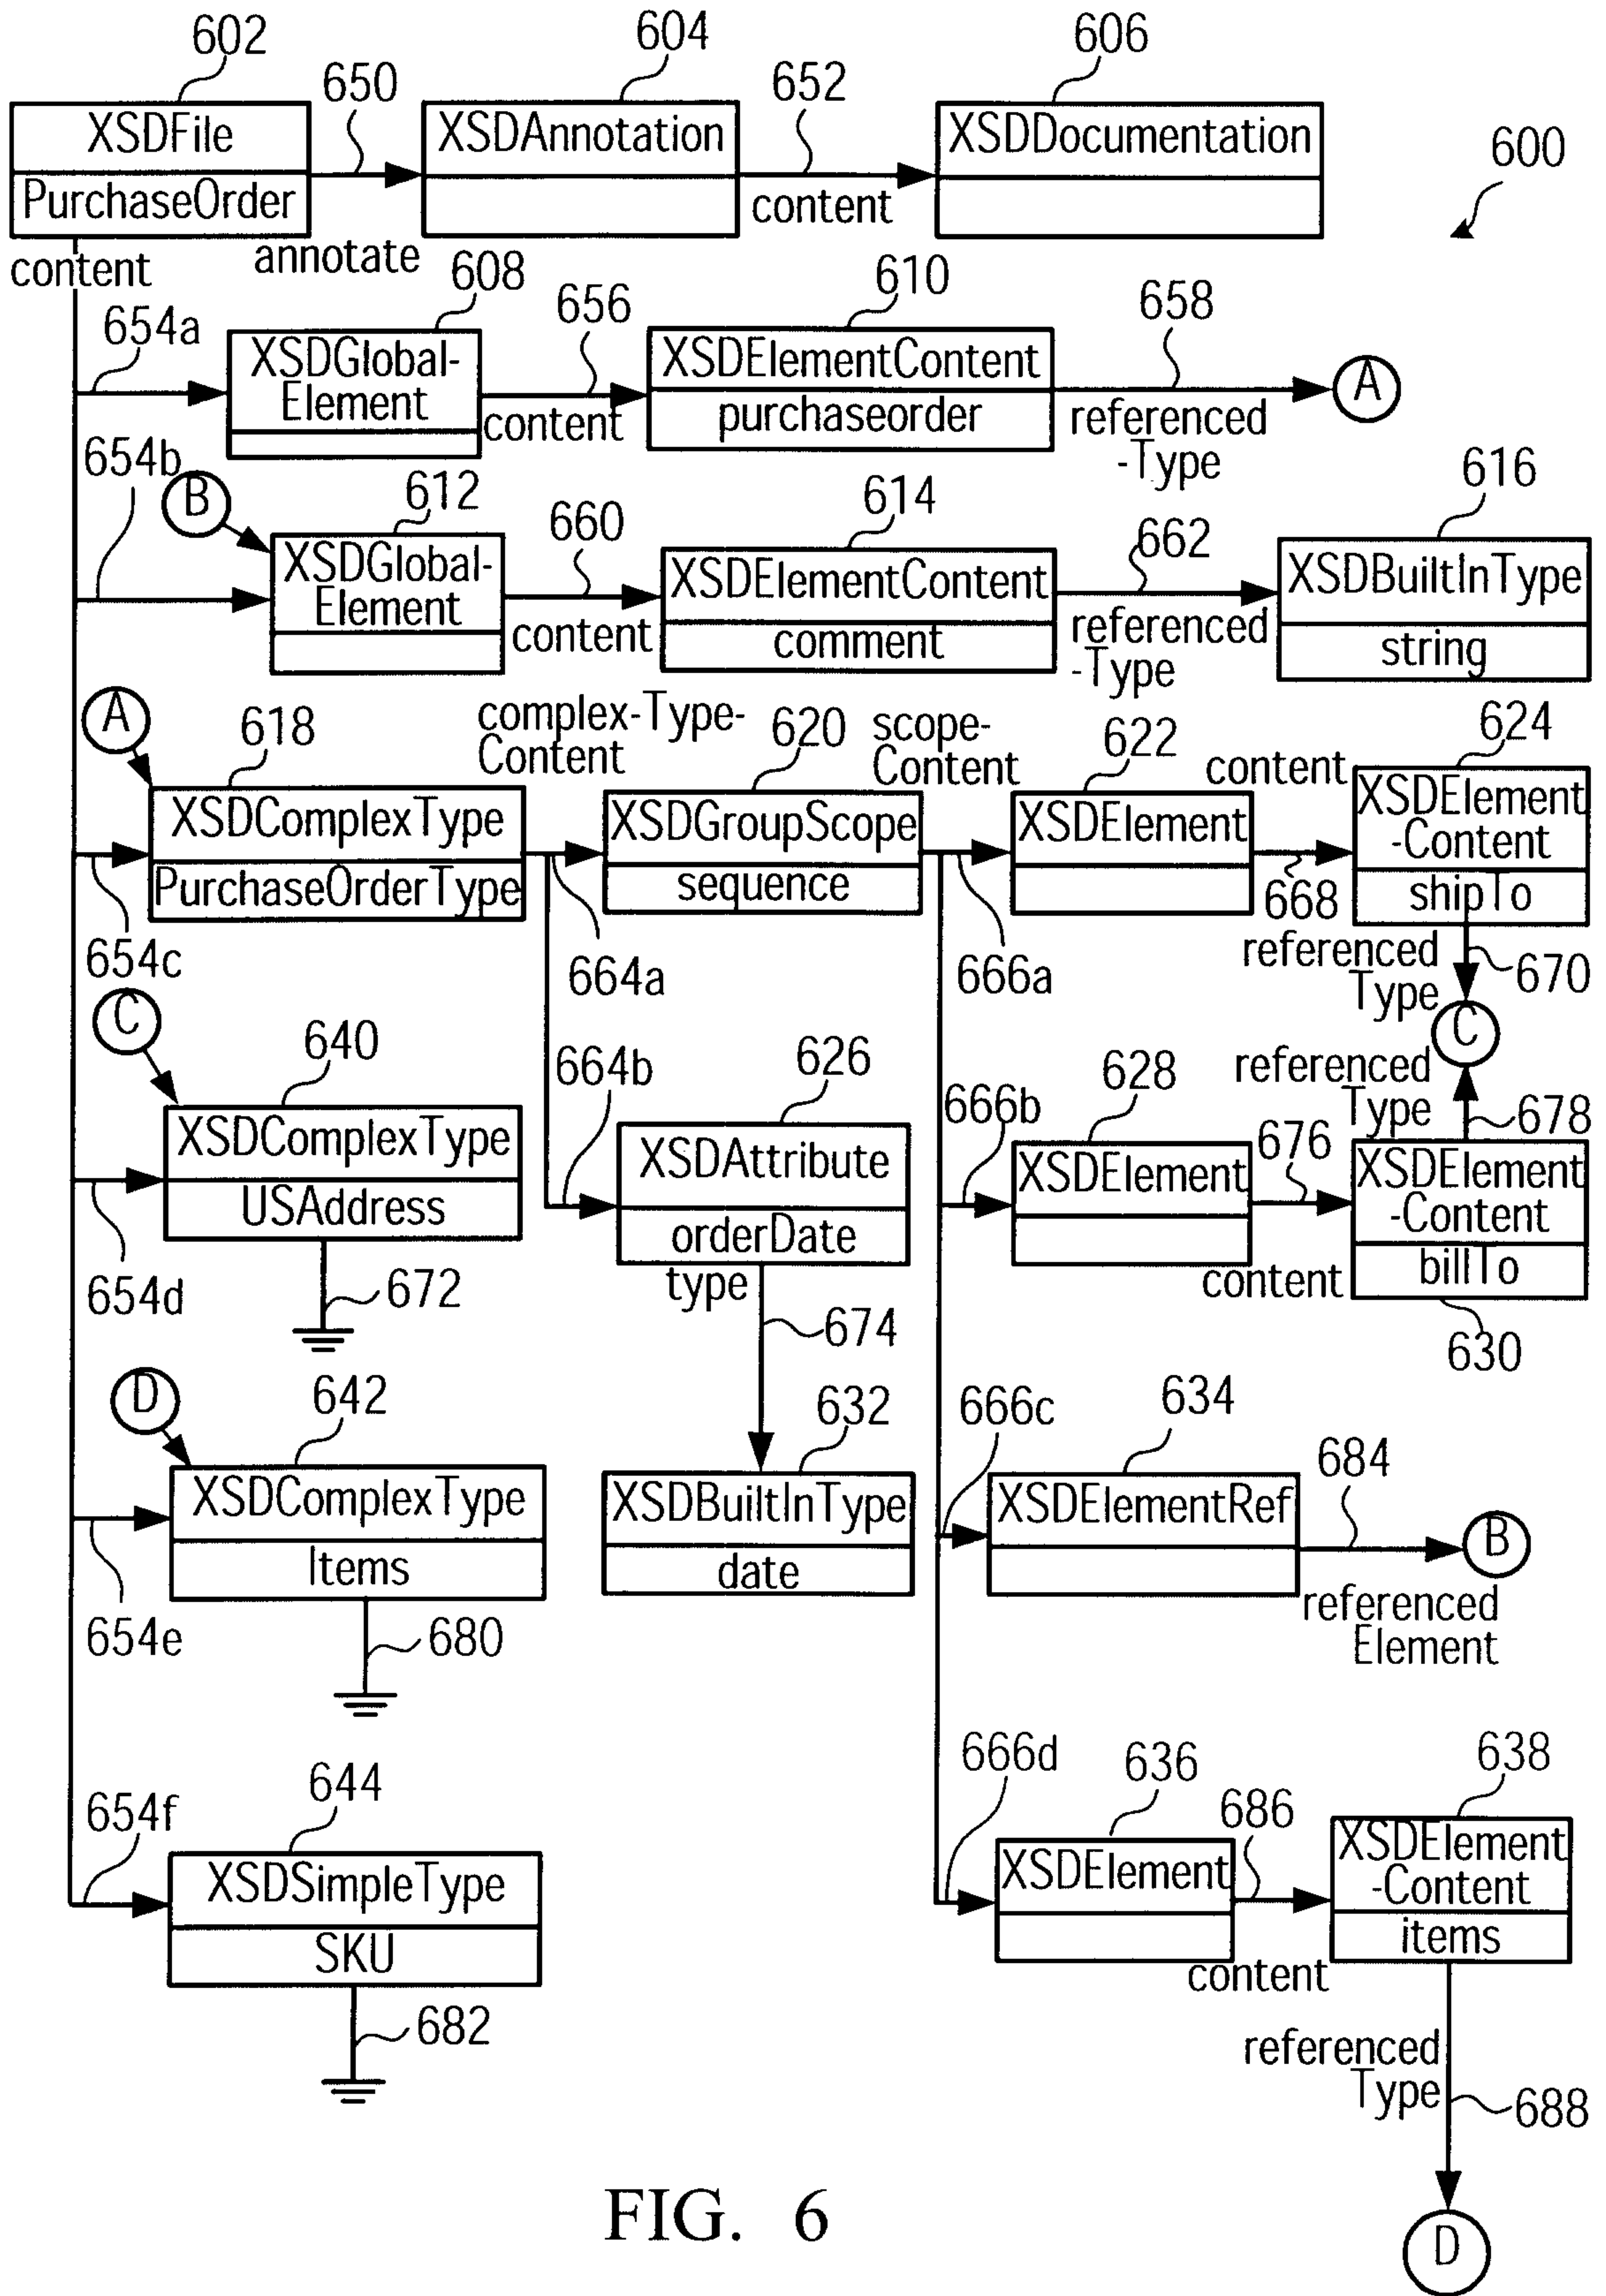 602
604
606
650
652
600
XSDFile
PurchaseOrder
XSDAnnotation
XSDDocumentation
content
annotate
content
608
610
658
654a
656
XSDGlobal-
Element
content
XSDElementContent
purchaseorder
referenced
-Type
A
654b
B
612
660
614
662
616
XSDGlobal-
Element
content
XSDElementContent
comment
referenced
-Type
XSDBuiltInType
string
A
618
complex-Type-
Content
620
scope-
Content
622
content
624
XSDComplexType
PurchaseOrderType
XSDGroupScope
sequence
XSDElement
668
XSDElement
-Content
shipTo
654c
664a
666a
referenced
Type
670
C
C
640
664b
626
666b
628
referenced
Type
676
678
XSDComplexType
USAddress
XSDAttribute
orderDate
XSDElement
content
XSDElement
-Content
billTo
654d
672
type
674
630
D
642
632
666c
634
684
XSDComplexType
Items
XSDBuiltInType
date
XSDElementRef
B
654e
680
referenced
Element
644
666d
636
686
638
654f
XSDSimpleType
SKU
XSDElement
content
XSDElement
-Content
items
682
referenced
Type
688
FIG. 6
D